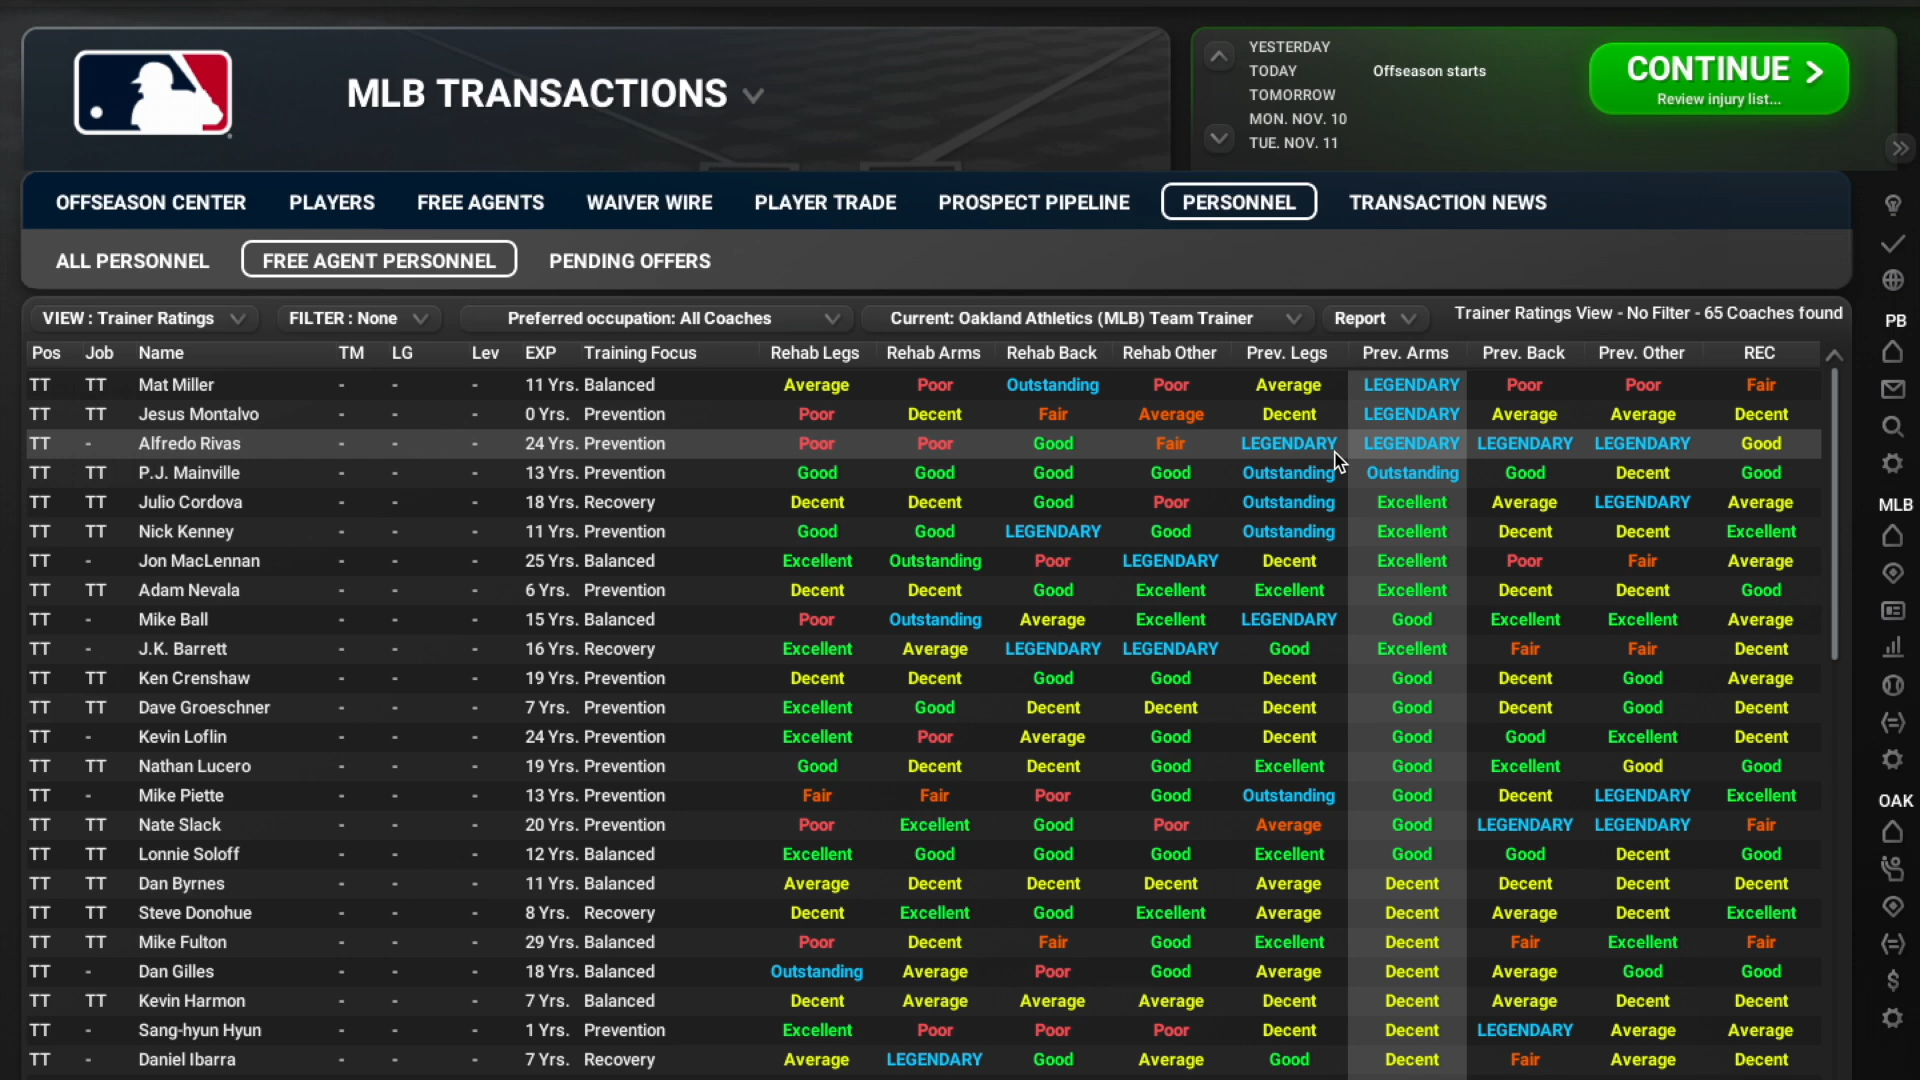 MLB TRANSACTIONS
YESTERDAY
TODAY Offseason starts
TOMORROW
MON. NOV. 10
TUE. NOV. 11
CONTINUE
Review injury list...
OFFSEASON CENTER PLAYERS FREE AGENTS WAIVER WIRE PLAYER TRADE PROSPECT PIPELINE PERSONNEL TRANSACTION NEWS
ALL PERSONNEL FREE AGENT PERSONNEL PENDING OFFERS
VIEW : Trainer Ratings FILTER : None Preferred occupation: All Coaches Current: Oakland Athletics (MLB) Team Trainer Report Trainer Ratings View - No Filter - 65 Coaches found
Pos Job Name TM LG Lev EXP Training Focus Rehab Legs Rehab Arms Rehab Back Rehab Other Prev. Legs Prev. Arms Prev. Back Prev. Other REC
TT TT Mat Miller - - - 11 Yrs. Balanced Average Poor Outstanding Poor Average LEGENDARY Poor Poor Fair
TT TT Jesus Montalvo - - - 0 Yrs. Prevention Poor Decent Fair Average Decent LEGENDARY Average Average Decent
TT - Alfredo Rivas - - - 24 Yrs. Prevention Poor Poor Good Fair LEGENDARY LEGENDARY LEGENDARY LEGENDARY Good
TT TT P.J. Mainville - - - 13 Yrs. Prevention Good Good Good Good Outstanding Outstanding Good Decent Good
TT TT Julio Cordova - - - 18 Yrs. Recovery Decent Decent Good Poor Outstanding Excellent Average LEGENDARY Average
TT TT Nick Kenney - - - 11 Yrs. Prevention Good Good LEGENDARY Good Outstanding Excellent Decent Decent Excellent
TT - Jon MacLennan - - - 25 Yrs. Balanced Excellent Outstanding Poor LEGENDARY Decent Excellent Poor Fair Average
TT TT Adam Nevala - - - 6 Yrs. Prevention Decent Decent Good Excellent Excellent Excellent Decent Decent Good
TT - Mike Ball - - - 15 Yrs. Balanced Poor Outstanding Average Excellent LEGENDARY Good Excellent Excellent Average
TT - J.K. Barrett - - - 16 Yrs. Recovery Excellent Average LEGENDARY LEGENDARY Good Excellent Fair Fair Decent
TT TT Ken Crenshaw - - - 19 Yrs. Prevention Decent Decent Good Good Decent Good Decent Good Average
TT TT Dave Groeschner - - - 7 Yrs. Prevention Excellent Good Decent Decent Decent Good Decent Good Decent
TT - Kevin Loflin - - - 24 Yrs. Prevention Excellent Poor Average Good Decent Good Good Excellent Decent
TT TT Nathan Lucero - - - 19 Yrs. Prevention Good Decent Decent Good Excellent Good Excellent Good Good
TT - Mike Piette - - - 13 Yrs. Prevention Fair Fair Poor Good Outstanding Good Decent LEGENDARY Excellent
TT TT Nate Slack - - - 20 Yrs. Prevention Poor Excellent Good Poor Average Good LEGENDARY LEGENDARY Fair
TT TT Lonnie Soloff - - - 12 Yrs. Balanced Excellent Good Good Good Excellent Good Good Decent Good
TT TT Dan Byrnes - - - 11 Yrs. Balanced Average Decent Decent Decent Average Decent Decent Decent Decent
TT TT Steve Donohue - - - 8 Yrs. Recovery Decent Excellent Good Excellent Average Decent Average Decent Excellent
TT TT Mike Fulton - - - 29 Yrs. Balanced Poor Decent Fair Good Excellent Decent Fair Excellent Fair
TT - Dan Gilles - - - 18 Yrs. Balanced Outstanding Average Poor Good Average Decent Average Good Good
TT TT Kevin Harmon - - - 7 Yrs. Balanced Decent Average Average Average Decent Decent Average Decent Decent
TT - Sang-hyun Hyun - - - 1 Yrs. Prevention Excellent Poor Poor Poor Decent Decent LEGENDARY Average Average
TT - Daniel Ibarra - - - 7 Yrs. Recovery Average LEGENDARY Good Average Good Decent Fair Average Decent
PB
MLB
OAK